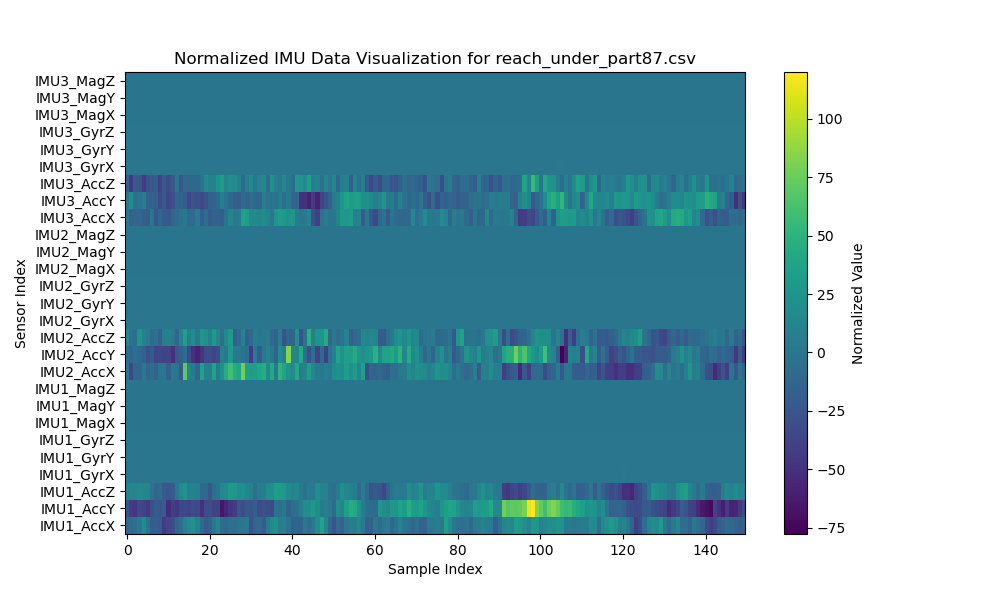 Normalized IMU Data Visualization for reach_under_part87.csv
IMU3_MagZ
IMU3_MagY
IMU3_MagX
IMU3_GyrZ
IMU3_GyrY
IMU3_GyrX
IMU3_AccZ
IMU3_AccY
IMU3_AccX
IMU2_MagZ
IMU2_MagY
IMU2_MagX
IMU2_GyrZ
IMU2_GyrY
IMU2_GyrX
IMU2_AccZ
IMU2_AccY
IMU2_AccX
IMU1_MagZ
IMU1_MagY
IMU1_MagX
IMU1_GyrZ
IMU1_GyrY
IMU1_GyrX
IMU1_AccZ
IMU1_AccY
IMU1_AccX
Sensor Index
0 20 40 60 80 100 120 140
Sample Index
100
75
50
25
0
−25
−50
−75
Normalized Value